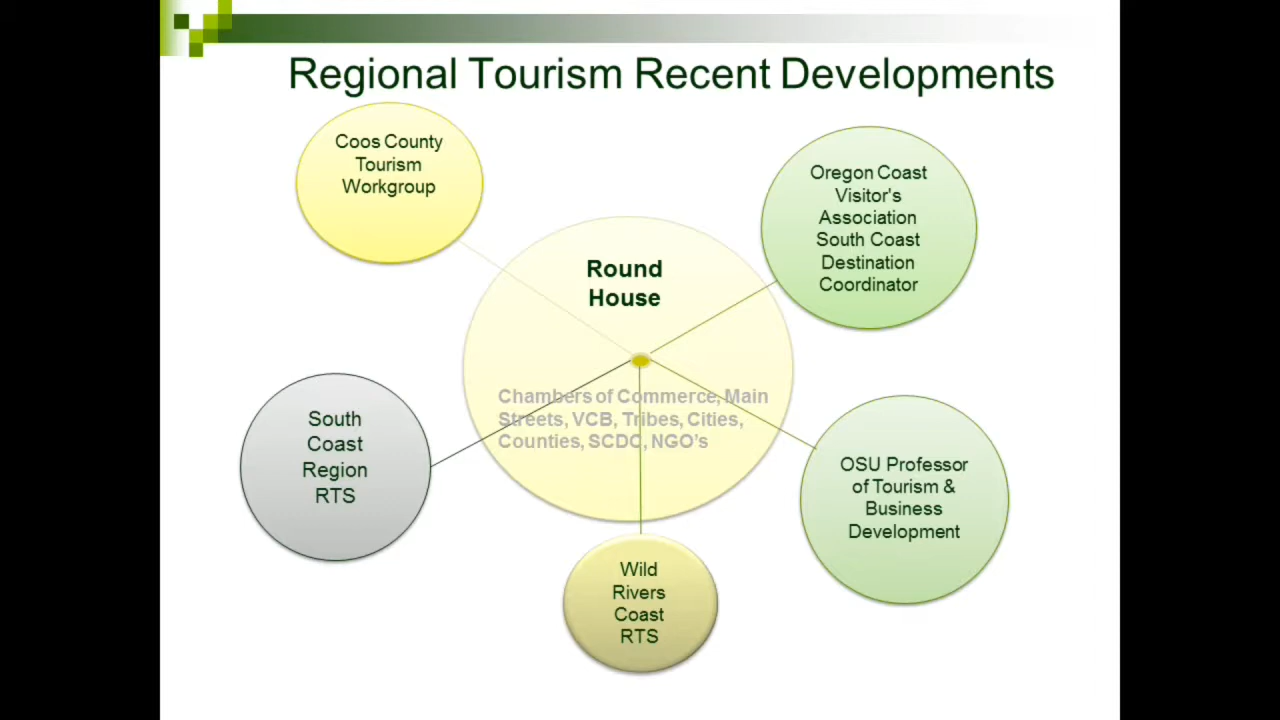 Regional Tourism Recent Developments
Coos County
Tourism
Workgroup
Oregon Coast
Visitor's
Association
South Coast
Destination
Coordinator
Round
House
Chambers of Commerce, Main
Streets, VCB, Tribes, Cities,
Counties, SCDC, NGO’s
South
Coast
Region
RTS
OSU Professor
of Tourism &
Business
Development
Wild
Rivers
Coast
RTS